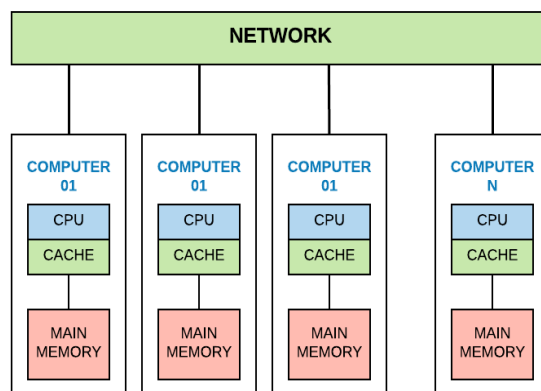 NETWORK
COMPUTER
01
CPU
CACHE
MAIN
MEMORY
COMPUTER
01
CPU
CACHE
MAIN
MEMORY
COMPUTER
01
CPU
CACHE
MAIN
MEMORY
COMPUTER
N
CPU
CACHE
MAIN
MEMORY